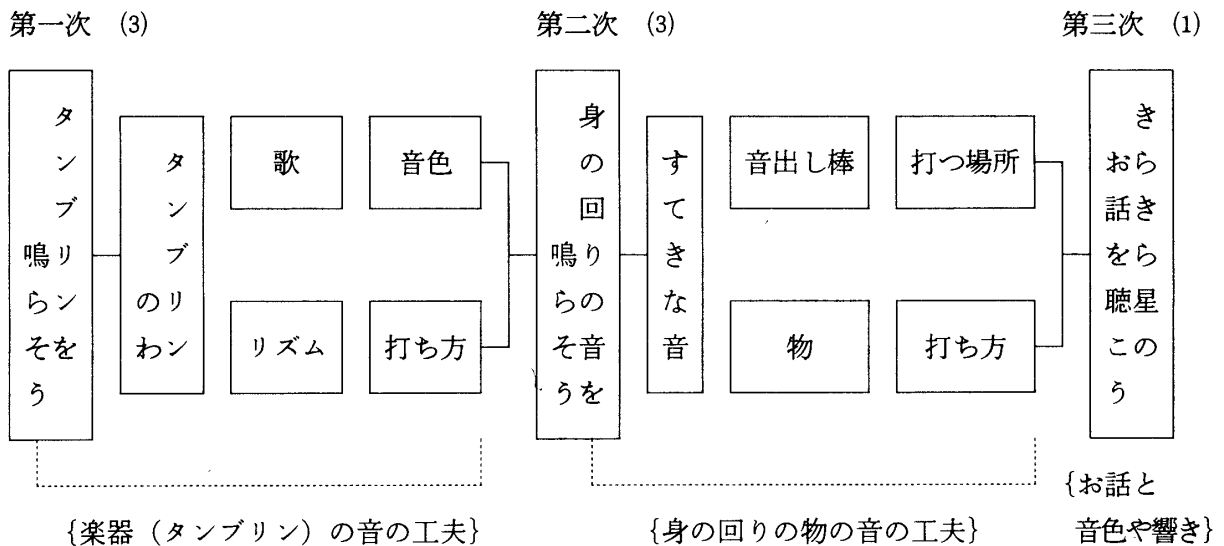 第一次 (3)
第二次 (3)
第三次 (1)
タンブリンを
鳴らそう
タンブリン
のわ
歌
音色
リズム
打ち方
身の回りの音を
鳴らそう
すてきな音
音出し棒
打つ場所
物
打ち方
きらきら星の
お話を聴こう
{楽器（タンブリン）の音の工夫}
{身の回りの物の音の工夫}
{お話と
音色や響き}